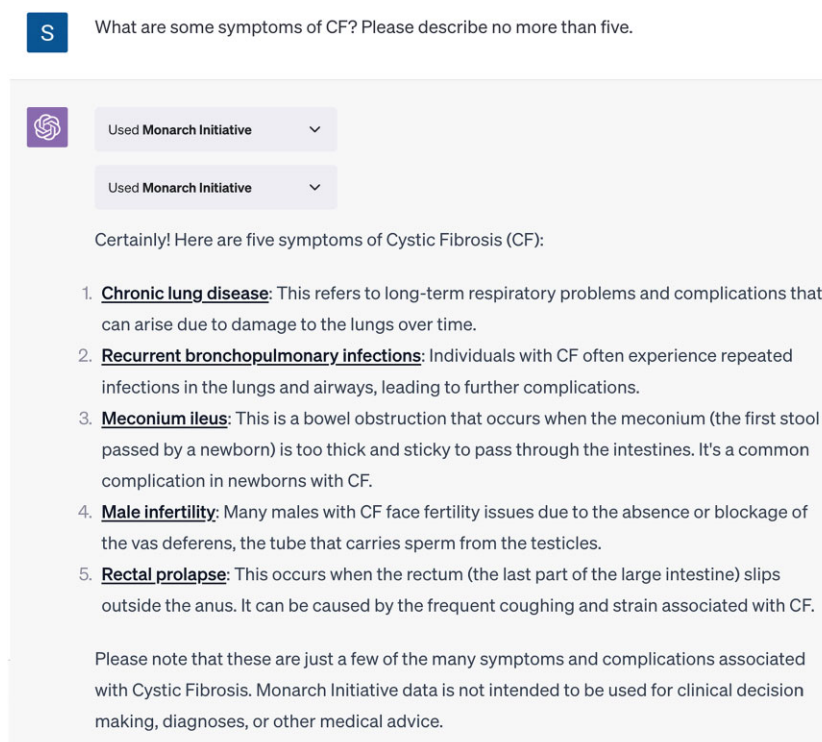 S
What are some symptoms of CF? Please describe no more than five.
Used Monarch Initiative
Used Monarch Initiative
Certainly! Here are five symptoms of Cystic Fibrosis (CF):
1. Chronic lung disease: This refers to long-term respiratory problems and complications that
can arise due to damage to the lungs over time.
2. Recurrent bronchopulmonary infections: Individuals with CF often experience repeated
infections in the lungs and airways, leading to further complications.
3. Meconium ileus: This is a bowel obstruction that occurs when the meconium (the first stool
passed by a newborn) is too thick and sticky to pass through the intestines. It's a common
complication in newborns with CF.
4. Male infertility: Many males with CF face fertility issues due to the absence or blockage of
the vas deferens, the tube that carries sperm from the testicles.
5. Rectal prolapse: This occurs when the rectum (the last part of the large intestine) slips
outside the anus. It can be caused by the frequent coughing and strain associated with CF.
Please note that these are just a few of the many symptoms and complications associated
with Cystic Fibrosis. Monarch Initiative data is not intended to be used for clinical decision
making, diagnoses, or other medical advice.